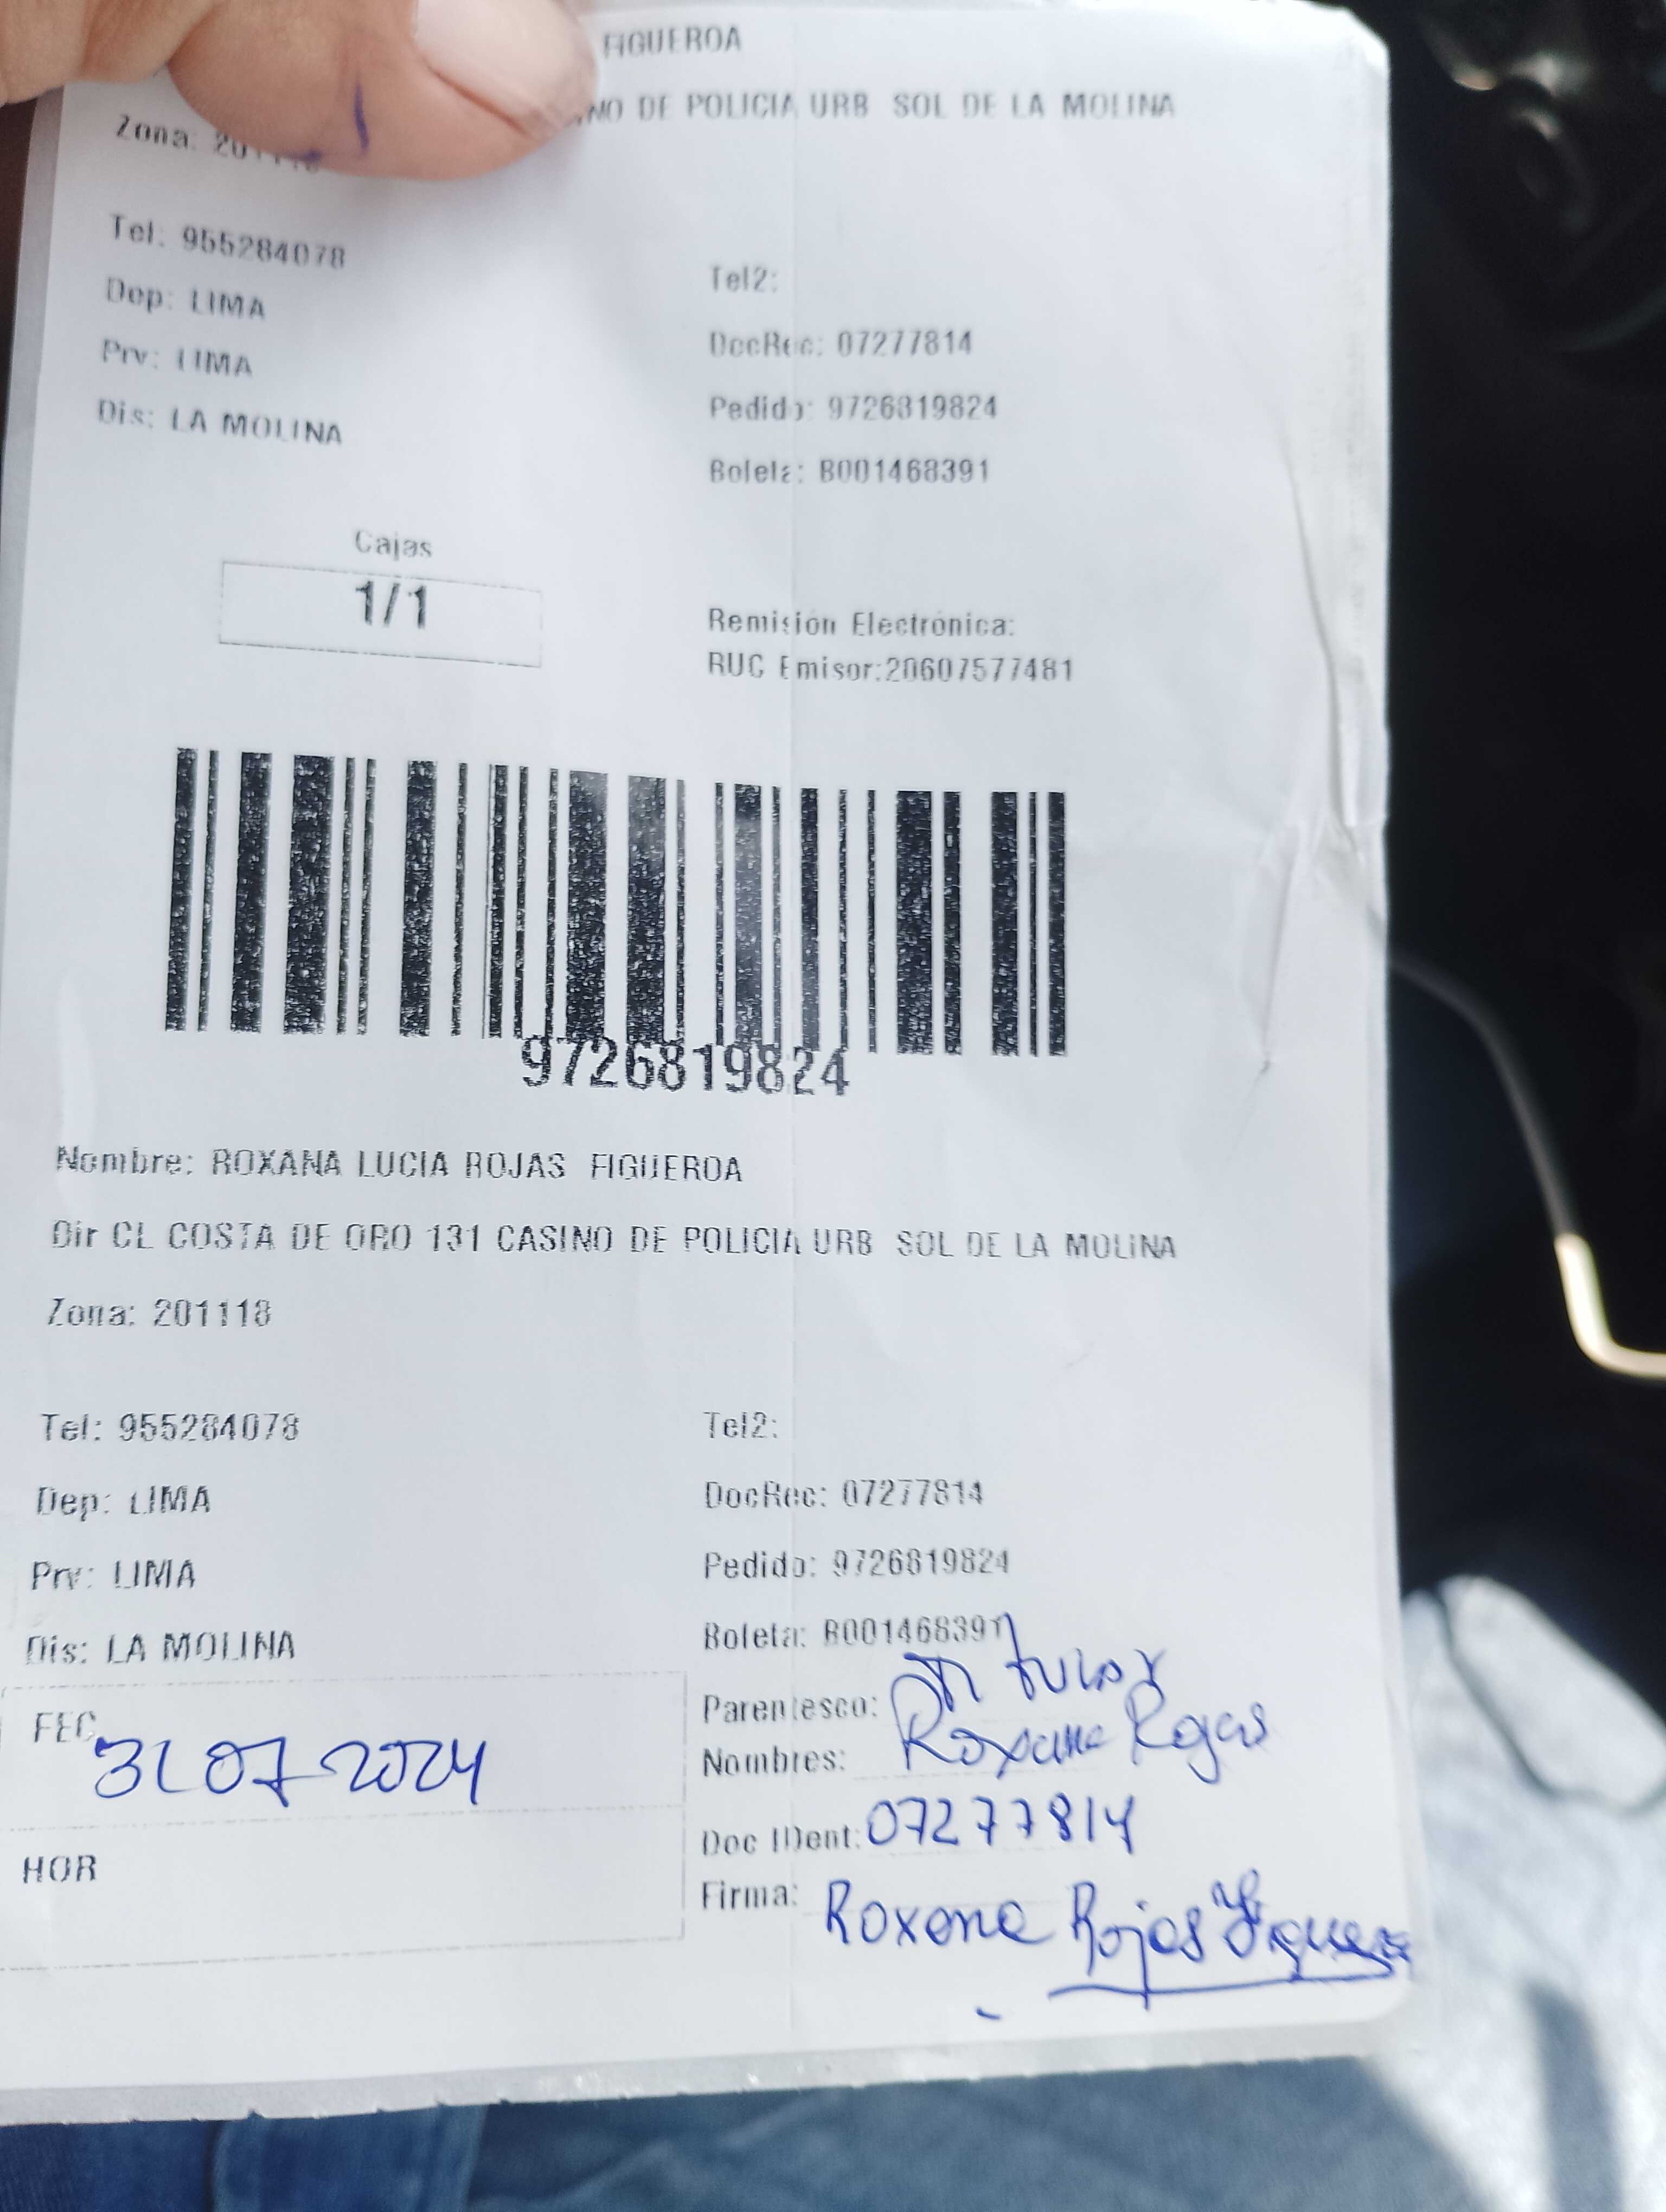 FIGUEROA
NO DE POLICIA URB SOL DE LA MOLINA
Zona:
Tel: 955284078
Tel2:
Dep: LIMA
DocRec: 07277814
Prv: LIMA
Pedido: 9726819824
Dis: LA MOLINA
Boleta: B001468391
Cajas
1/1
Remisión Electrónica:
RUC Emisor:20607577481
9726819824
Nombre: ROXANA LUCIA ROJAS FIGUEROA
Dir CL COSTA DE ORO 131 CASINO DE POLICIA URB SOL DE LA MOLINA
Zona: 201118
Tel: 955284078
Tel2:
Dep: LIMA
DocRec: 07277814
Prv: LIMA
Pedido: 9726819824
Dis: LA MOLINA
Boleta: B001468391
FEC 31 07 2024
Parentesco: Titular
Nombres: Roxana Rojas
Doc IDent: 07277814
HOR
Firma: Roxana Rojas